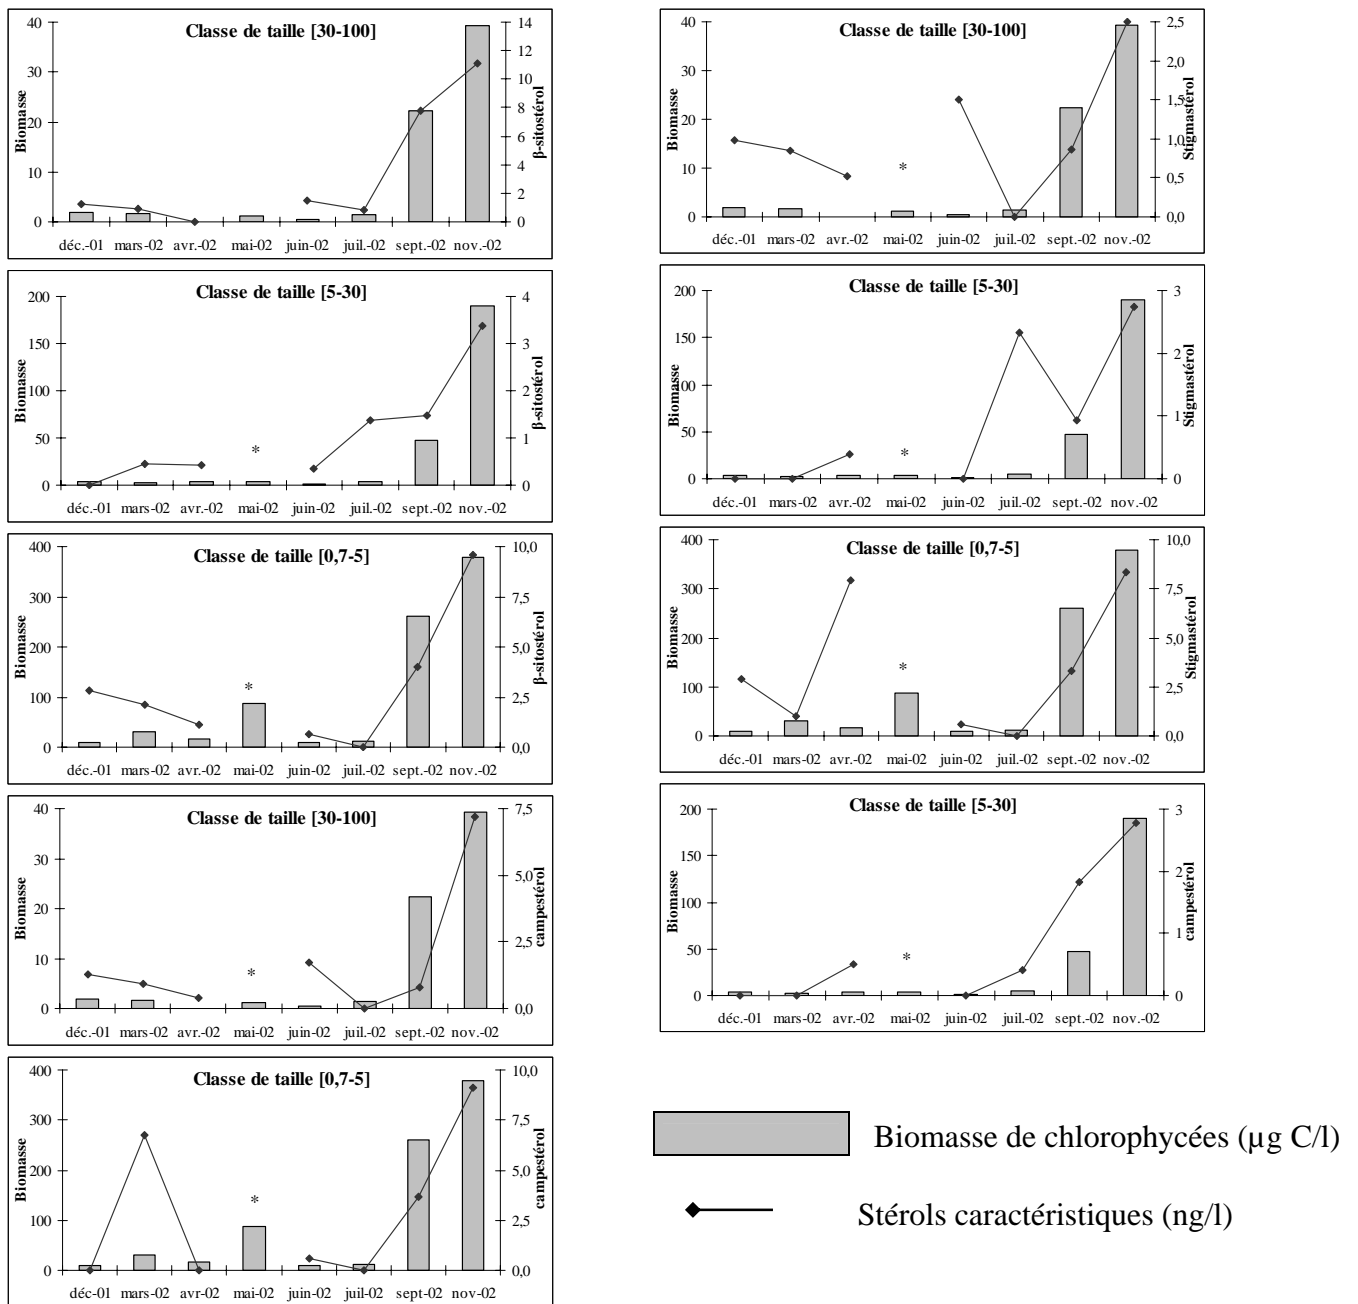 Classe de taille [30-100]
Biomasse
β-sitostérol
40
30
20
10
0
14
12
10
8
6
4
2
0
déc.-01 mars-02 avr.-02 mai-02 juin-02 juil.-02 sept.-02 nov.-02
Classe de taille [30-100]
Biomasse
Stigmastérol
40
30
20
10
0
2,5
2,0
1,5
1,0
0,5
0,0
*
déc.-01 mars-02 avr.-02 mai-02 juin-02 juil.-02 sept.-02 nov.-02
Classe de taille [5-30]
Biomasse
β-sitostérol
200
150
100
50
0
4
3
2
1
0
*
déc.-01 mars-02 avr.-02 mai-02 juin-02 juil.-02 sept.-02 nov.-02
Classe de taille [5-30]
Biomasse
Stigmastérol
200
150
100
50
0
3
2
1
0
*
déc.-01 mars-02 avr.-02 mai-02 juin-02 juil.-02 sept.-02 nov.-02
Classe de taille [0,7-5]
Biomasse
β-sitostérol
400
300
200
100
0
10,0
7,5
5,0
2,5
0,0
*
déc.-01 mars-02 avr.-02 mai-02 juin-02 juil.-02 sept.-02 nov.-02
Classe de taille [0,7-5]
Biomasse
Stigmastérol
400
300
200
100
0
10,0
7,5
5,0
2,5
0,0
*
déc.-01 mars-02 avr.-02 mai-02 juin-02 juil.-02 sept.-02 nov.-02
Classe de taille [30-100]
Biomasse
campestérol
40
30
20
10
0
7,5
5,0
2,5
0,0
*
déc.-01 mars-02 avr.-02 mai-02 juin-02 juil.-02 sept.-02 nov.-02
Classe de taille [5-30]
Biomasse
campestérol
200
150
100
50
0
3
2
1
0
*
déc.-01 mars-02 avr.-02 mai-02 juin-02 juil.-02 sept.-02 nov.-02
Classe de taille [0,7-5]
Biomasse
campestérol
400
300
200
100
0
10,0
7,5
5,0
2,5
0,0
*
déc.-01 mars-02 avr.-02 mai-02 juin-02 juil.-02 sept.-02 nov.-02
Biomasse de chlorophycées (µg C/l)
Stérols caractéristiques (ng/l)